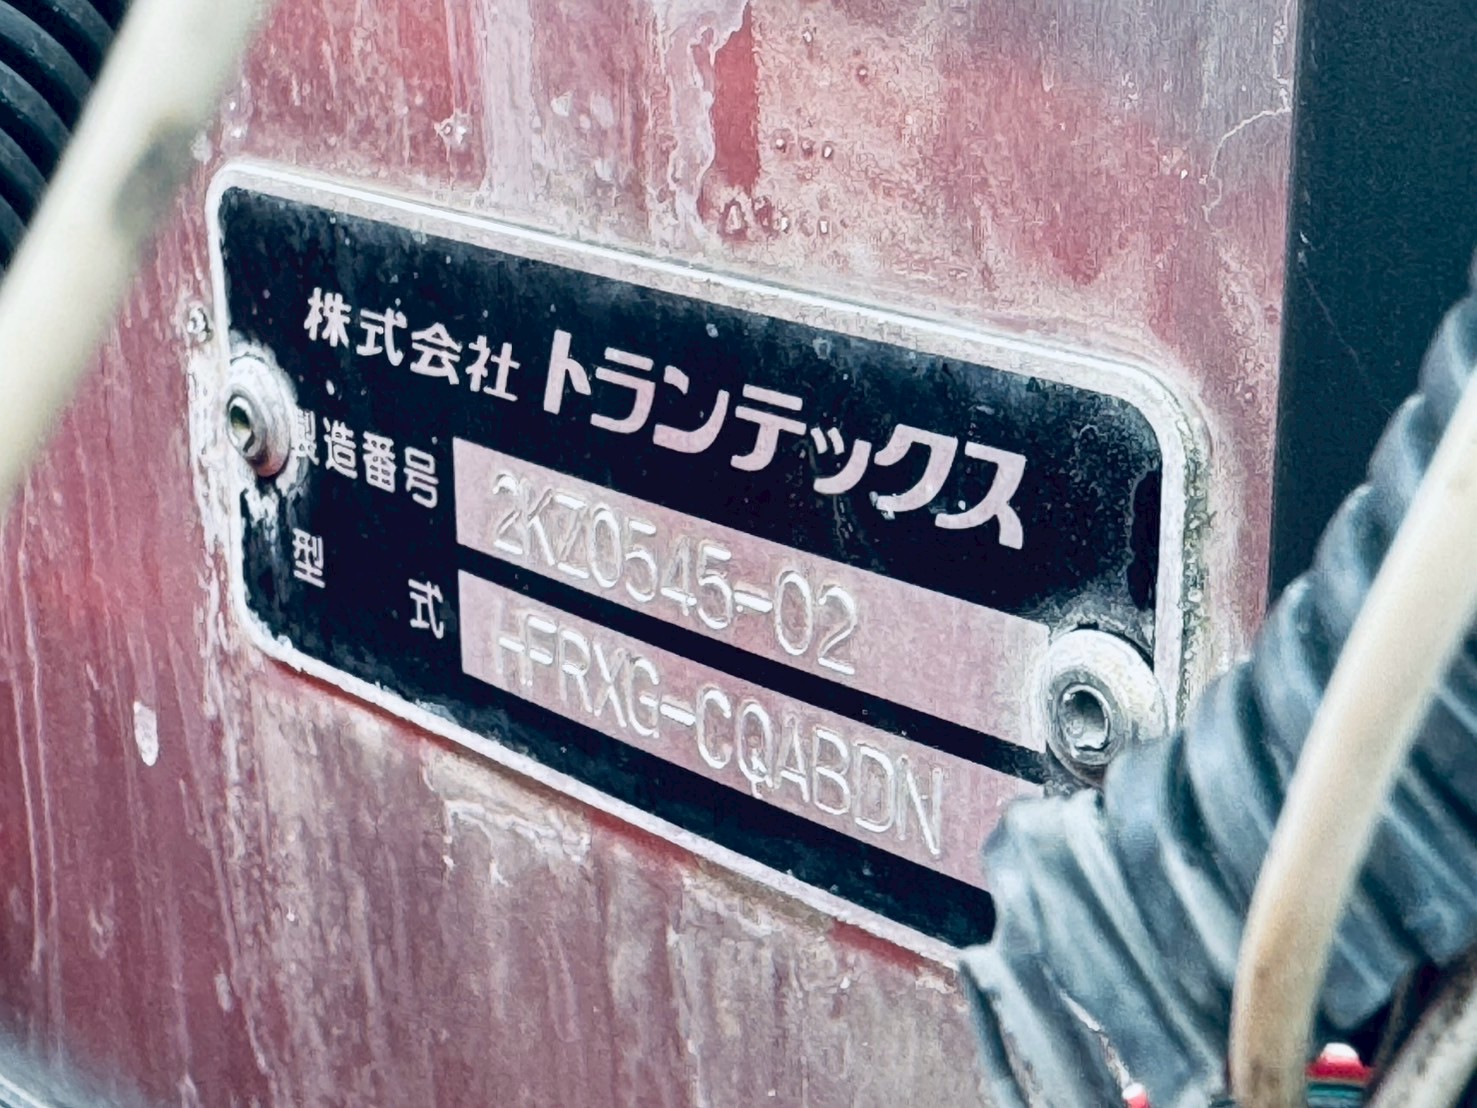 株式会社 トランテックス
製造番号 2KZ0545-02
型式 HFRXG-CQABDN